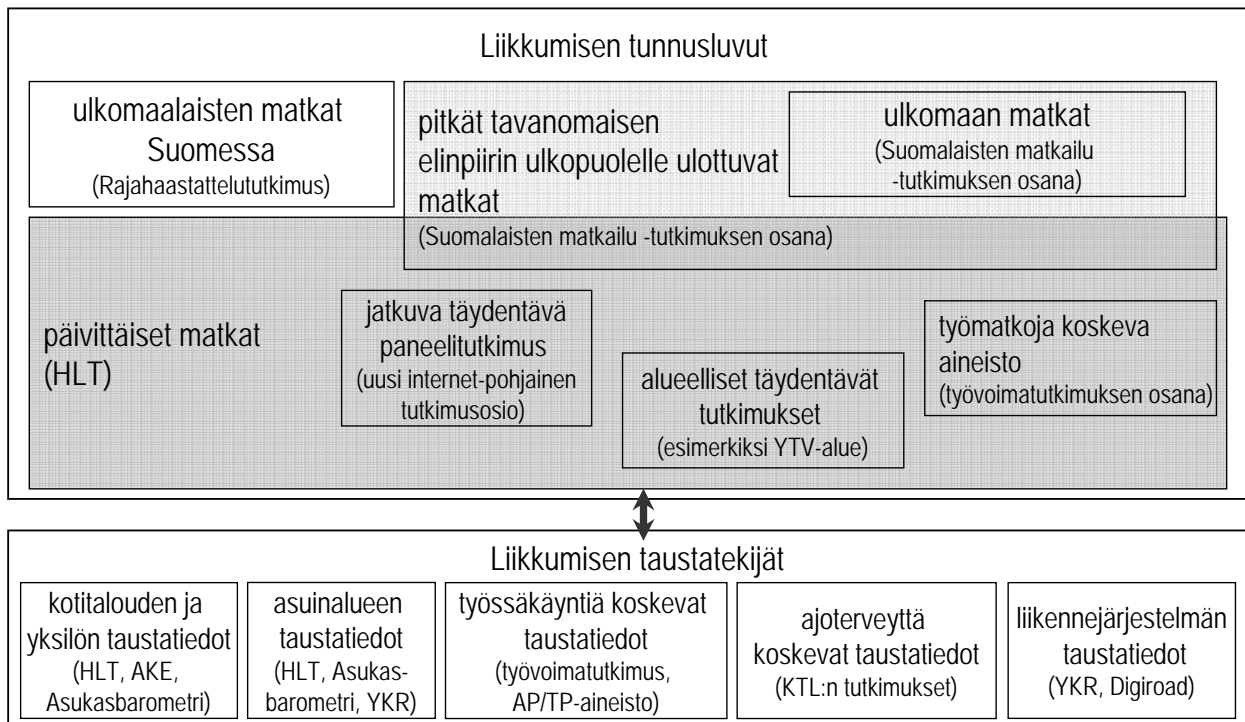 Liikkumisen tunnusluvut
ulkomaalaisten matkat
Suomessa
(Rajahaastattelututkimus)
pitkät tavanomaisen
elinpiirin ulkopuolelle ulottuvat
matkat
(Suomalaisten matkailu -tutkimuksen osana)
ulkomaan matkat
(Suomalaisten matkailu
-tutkimuksen osana)
päivittäiset matkat
(HLT)
jatkuva täydentävä
paneelitutkimus
(uusi internet-pohjainen
tutkimusosio)
alueelliset täydentävät
tutkimukset
(esimerkiksi YTV-alue)
työmatkoja koskeva
aineisto
(työvoimatutkimuksen osana)
Liikkumisen taustatekijät
kotitalouden ja
yksilön taustatiedot
(HLT, AKE,
Asukasbarometri)
asuinalueen
taustatiedot
(HLT, Asukas-
barometri, YKR)
työssäkäyntiä koskevat
taustatiedot
(työvoimatutkimus,
AP/TP-aineisto)
ajoterveyttä
koskevat taustatiedot
(KTL:n tutkimukset)
liikennejärjestelmän
taustatiedot
(YKR, Digiroad)